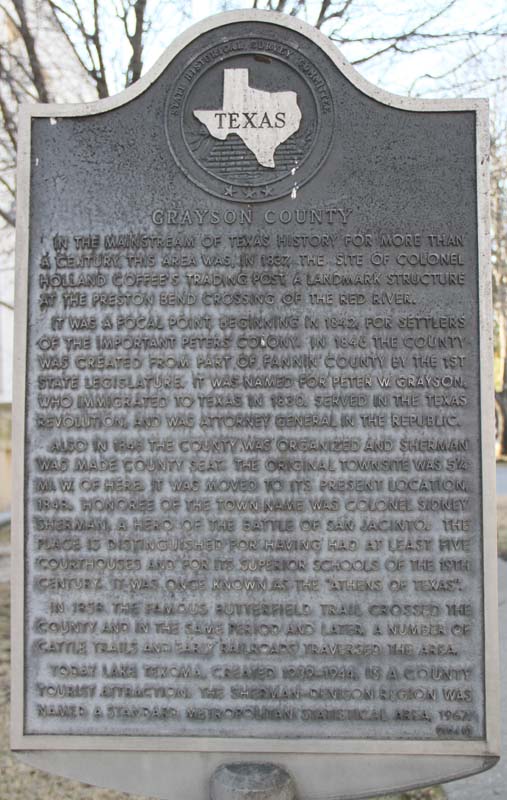 STATE HISTORICAL SURVEY COMMITTEE
TEXAS
GRAYSON COUNTY
IN THE MAINSTREAM OF TEXAS HISTORY FOR MORE THAN
A CENTURY. THIS AREA WAS, IN 1837, THE SITE OF COLONEL
HOLLAND COFFEE'S TRADING POST, A LANDMARK STRUCTURE
AT THE PRESTON BEND CROSSING OF THE RED RIVER.
IT WAS A FOCAL POINT, BEGINNING IN 1842, FOR SETTLERS
OF THE IMPORTANT PETERS' COLONY. IN 1846 THE COUNTY
WAS CREATED FROM PART OF FANNIN COUNTY BY THE 1ST
STATE LEGISLATURE. IT WAS NAMED FOR PETER W. GRAYSON,
WHO IMMIGRATED TO TEXAS IN 1830, SERVED IN THE TEXAS
REVOLUTION, AND WAS ATTORNEY GENERAL IN THE REPUBLIC.
ALSO IN 1846 THE COUNTY WAS ORGANIZED AND SHERMAN
WAS MADE COUNTY SEAT. THE ORIGINAL TOWNSITE WAS 5¼
MI. W. OF HERE. IT WAS MOVED TO ITS PRESENT LOCATION,
1848. HONOREE OF THE TOWN NAME WAS COLONEL SIDNEY
SHERMAN, A HERO OF THE BATTLE OF SAN JACINTO. THE
PLACE IS DISTINGUISHED FOR HAVING HAD AT LEAST FIVE
COURTHOUSES AND FOR ITS SUPERIOR SCHOOLS OF THE 19TH
CENTURY. IT WAS ONCE KNOWN AS THE "ATHENS OF TEXAS".
IN 1858 THE FAMOUS BUTTERFIELD TRAIL CROSSED THE
COUNTY AND IN THE SAME PERIOD AND LATER, A NUMBER OF
CATTLE TRAILS AND EARLY RAILROADS TRAVERSED THE AREA.
TODAY LAKE TEXOMA, CREATED 1939-1944, IS A COUNTY
TOURIST ATTRACTION. THE SHERMAN-DENISON REGION WAS
NAMED A STANDARD METROPOLITAN STATISTICAL AREA, 1967.